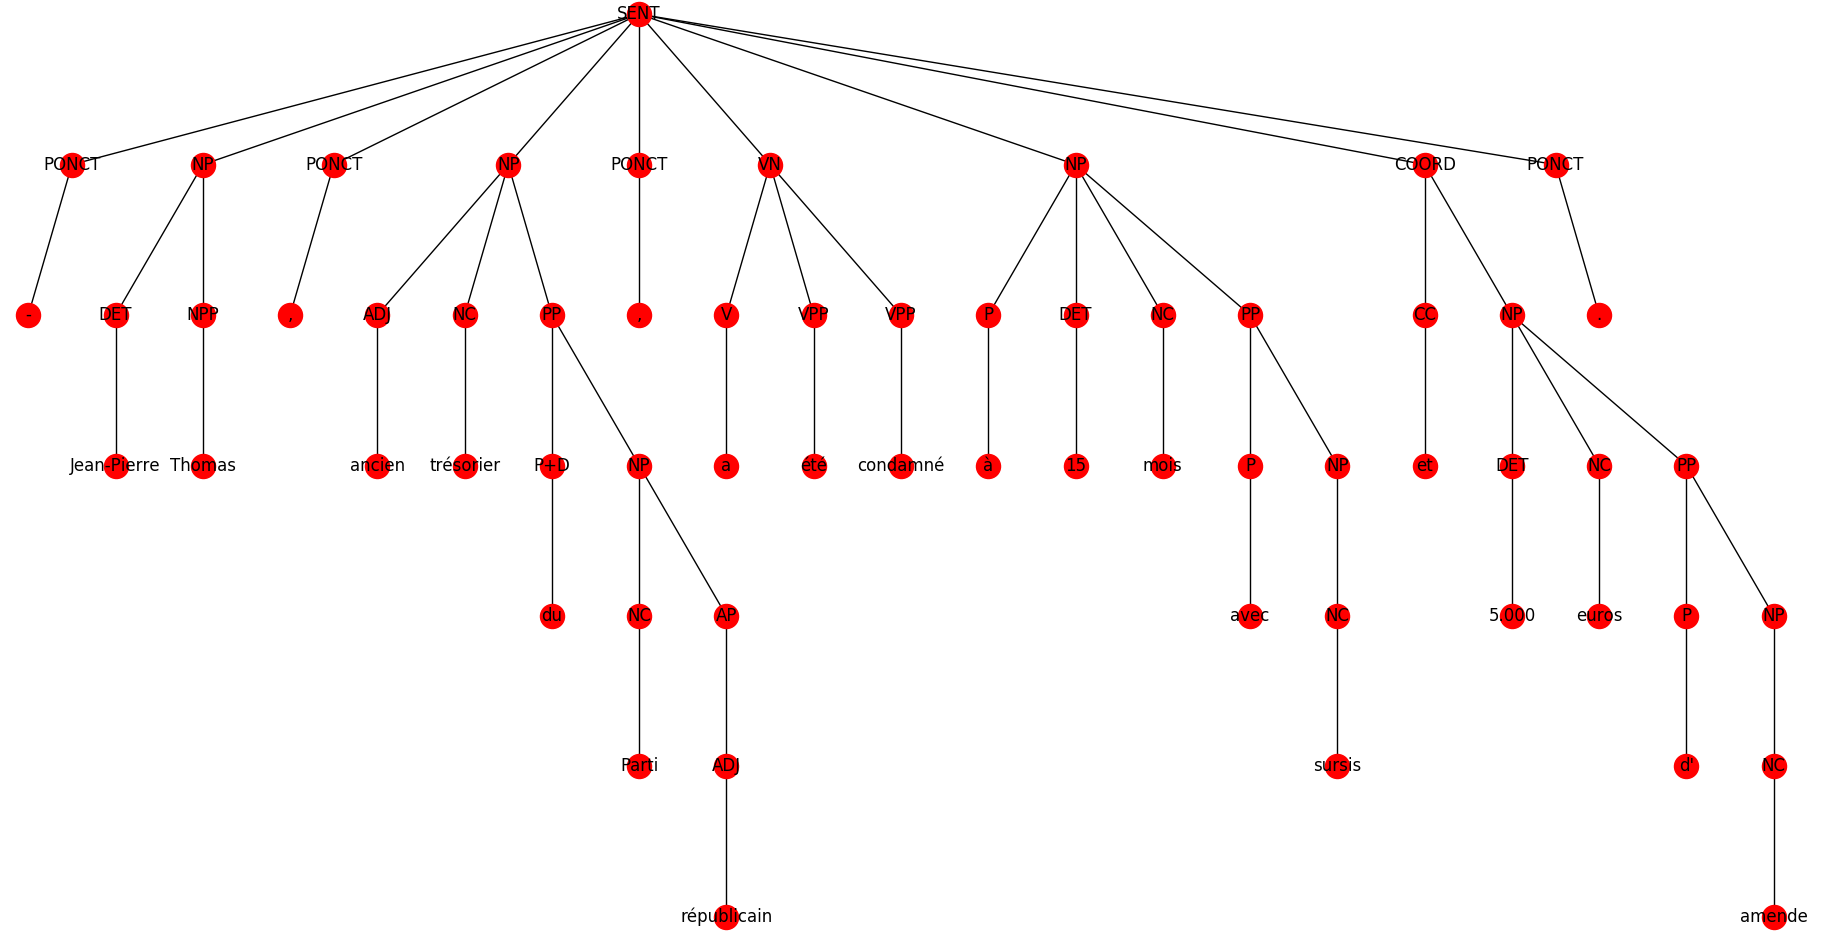 SENT
PONCT NP PONCT NP PONCT VN NP COORD PONCT
- DET NPP , ADJ NC PP , V VPP VPP P DET NC PP CC NP .
Jean-Pierre Thomas ancien trésorier P+D NP a été condamné à 15 mois P NP et DET NC PP
du NC AP avec NC 5.000 euros P NP
Parti ADJ sursis d' NC
républicain amende